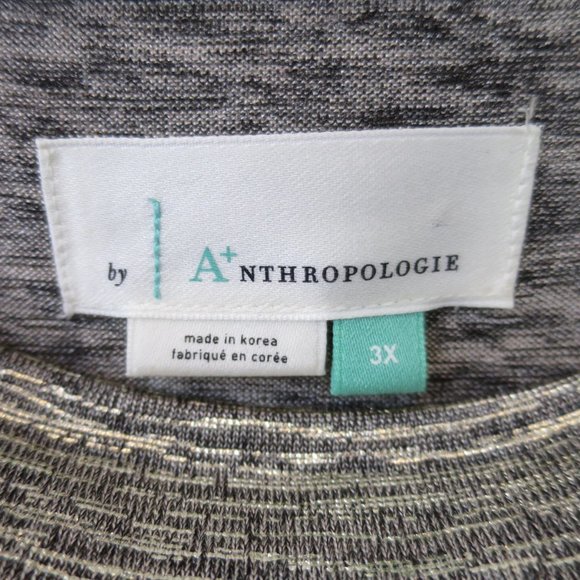 by A+NTHROPOLOGIE
made in korea
fabriqué en corée
3X